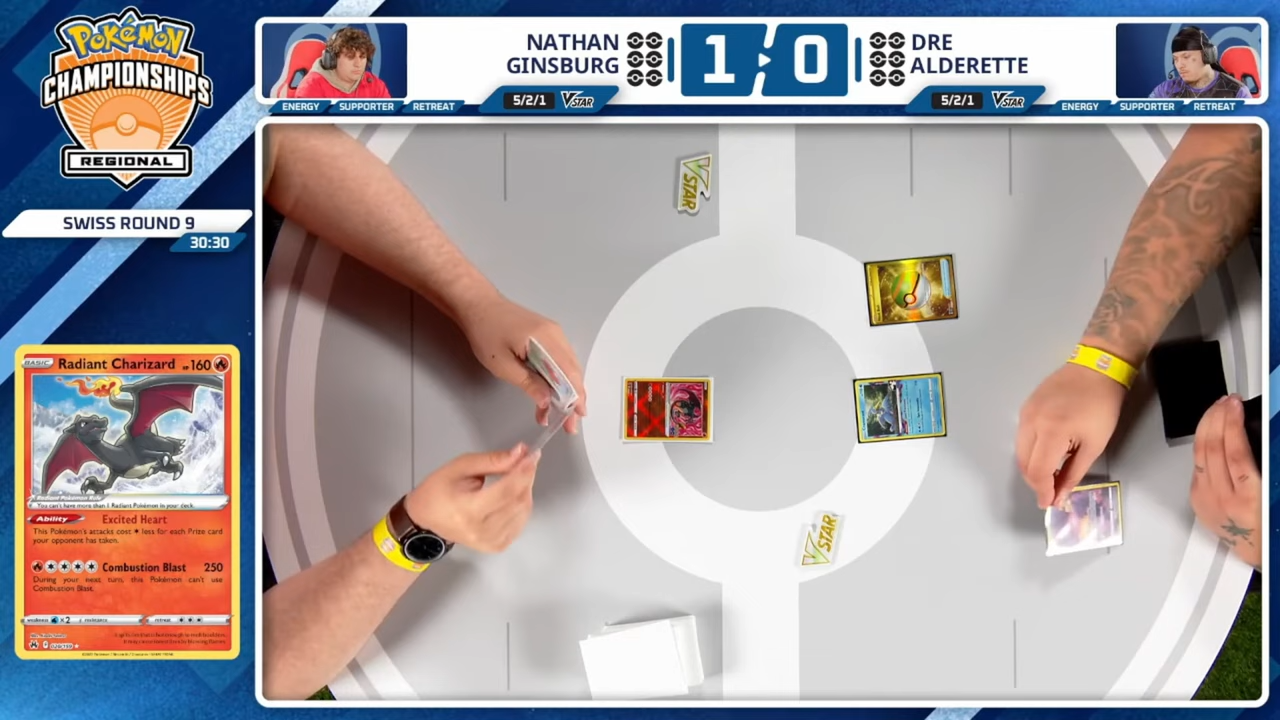 Pokémon
CHAMPIONSHIPS
REGIONAL
SWISS ROUND 9
30:30
NATHAN
GINSBURG
1
0
DRE
ALDERETTE
ENERGY
SUPPORTER
RETREAT
5/2/1
VSTAR
5/2/1
VSTAR
ENERGY
SUPPORTER
RETREAT
VSTAR
VSTAR
BASIC
Radiant Charizard
HP 160
Radiant Pokémon Rule
You can't have more than 1 Radiant Pokémon in your deck.
Ability
Excited Heart
This Pokémon's attacks cost less for each Prize card
your opponent has taken.
Combustion Blast 250
During your next turn, this Pokémon can't use
Combustion Blast.
weakness x2 resistance retreat